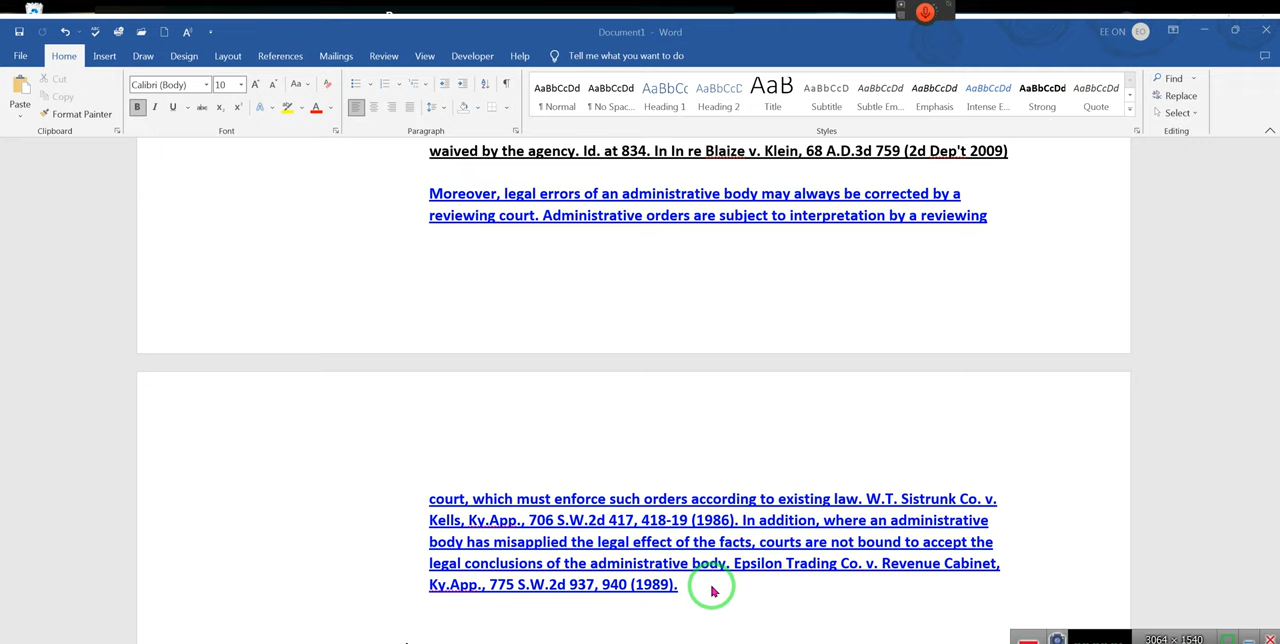 Document1 - Word
EE ON
EO
File
Home
Insert
Draw
Design
Layout
References
Mailings
Review
View
Developer
Help
Tell me what you want to do
Paste
Cut
Copy
Format Painter
Clipboard
Calibri (Body)
10
Font
Paragraph
AaBbCcDd
¶ Normal
AaBbCcDd
¶ No Spac...
AaBbCc
Heading 1
AaBbCcD
Heading 2
AaB
Title
AaBbCcD
Subtitle
AaBbCcDd
Subtle Em...
AaBbCcDd
Emphasis
AaBbCcDd
Intense E...
AaBbCcDd
Strong
AaBbCcDd
Quote
Styles
Find
Replace
Select
Editing
waived by the agency. Id. at 834. In In re Blaize v. Klein, 68 A.D.3d 759 (2d Dep't 2009)
Moreover, legal errors of an administrative body may always be corrected by a
reviewing court. Administrative orders are subject to interpretation by a reviewing
court, which must enforce such orders according to existing law. W.T. Sistrunk Co. v.
Kells, Ky.App., 706 S.W.2d 417, 418-19 (1986). In addition, where an administrative
body has misapplied the legal effect of the facts, courts are not bound to accept the
legal conclusions of the administrative body. Epsilon Trading Co. v. Revenue Cabinet,
Ky.App., 775 S.W.2d 937, 940 (1989).
3064 × 1540